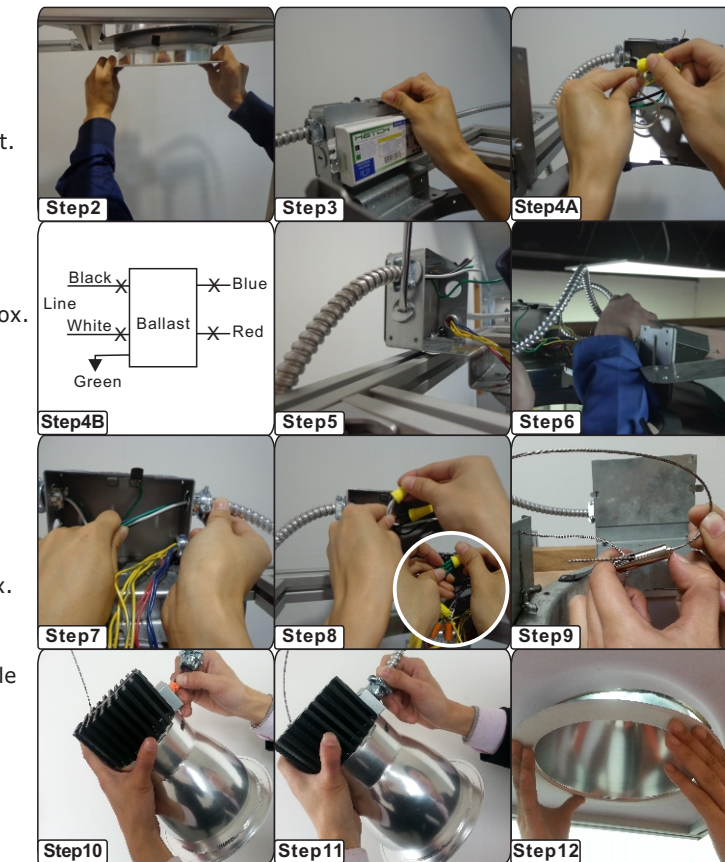 t.
Step2
Step3
HATCH
Step4A
ox.
Black
Blue
Line
Ballast
White
Red
Green
Step4B
Step5
Step6
x.
Step7
Step8
Step9
le
Step10
Step11
Step12